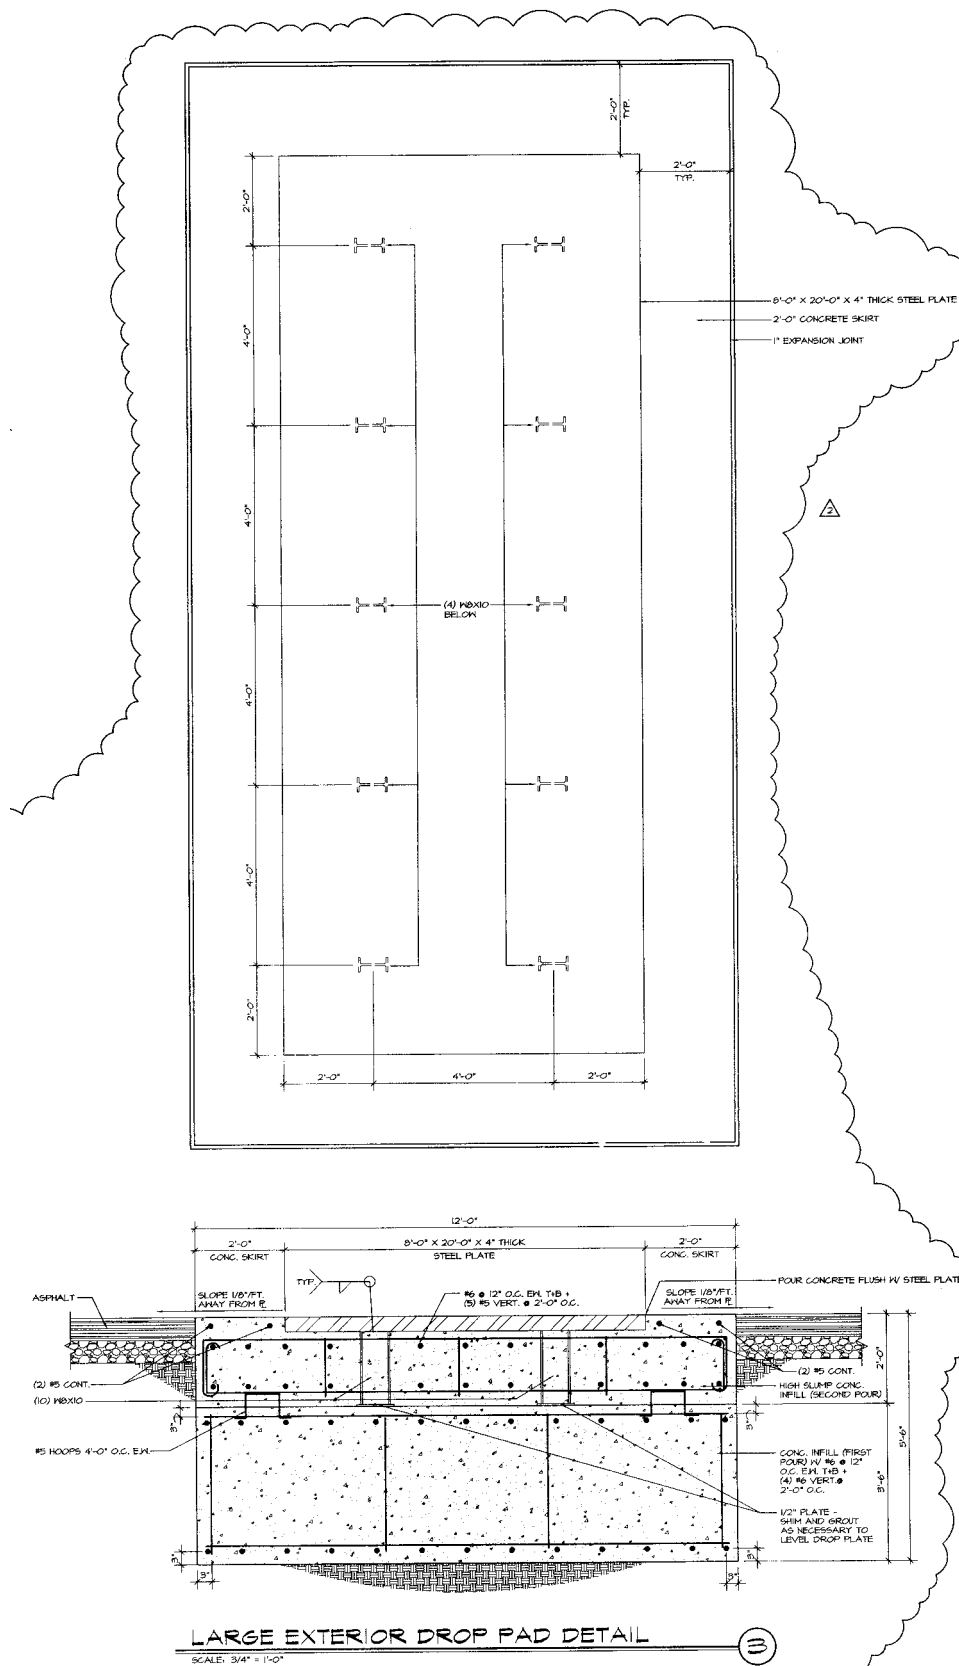 2'-0"
TYP.
2'-0"
TYP.
2'-0"
4'-0"
4'-0"
4'-0"
4'-0"
2'-0"
8'-0" X 20'-0" X 4" THICK STEEL PLATE
2'-0" CONCRETE SKIRT
1" EXPANSION JOINT
2
(4) W8X10
BELOW
2'-0"
4'-0"
2'-0"
12'-0"
2'-0"
CONC. SKIRT
8'-0" X 20'-0" X 4" THICK
STEEL PLATE
2'-0"
CONC. SKIRT
TYP.
POUR CONCRETE FLUSH W/ STEEL PLATE
ASPHALT
SLOPE 1/8"/FT.
AWAY FROM PL
#6 @ 12" O.C. E.W. T+B +
(5) #5 VERT. @ 2'-0" O.C.
SLOPE 1/8"/FT.
AWAY FROM PL
(2) #5 CONT.
(10) W8X10
(2) #5 CONT.
HIGH SLUMP CONC.
INFILL (SECOND POUR)
2'-0"
5'-6"
3'-6"
3"
3"
#5 HOOPS 4'-0" O.C. E.W.
CONC. INFILL (FIRST
POUR) W/ #6 @ 12"
O.C. E.W. T+B +
(4) #6 VERT. @
2'-0" O.C.
1/2" PLATE -
SHIM AND GROUT
AS NECESSARY TO
LEVEL DROP PLATE
3"
3"
3"
3"
LARGE EXTERIOR DROP PAD DETAIL
3
SCALE: 3/4" = 1'-0"